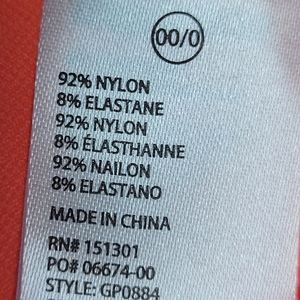 00/0
92% NYLON
8% ELASTANE
92% NYLON
8% ÉLASTHANNE
92% NAILON
8% ELASTANO
MADE IN CHINA
RN# 151301
PO# 06674-00
STYLE: GP0884